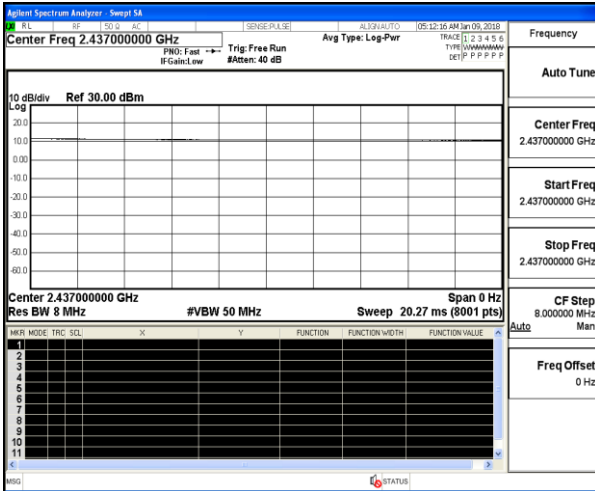 Agilent Spectrum Analyzer - Swept SA
RL RF 50 Ω AC SENSE:PULSE ALIGNAUTO 05:12:16 AM Jan 09, 2018
Center Freq 2.437000000 GHz
PNO: Fast
IFGain:Low
Trig: Free Run
#Atten: 40 dB
Avg Type: Log-Pwr
TRACE 1 2 3 4 5 6
TYPE WWWWWW
DET P P P P P P
10 dB/div Ref 30.00 dBm
Log
20.0
10.0
0.00
-10.0
-20.0
-30.0
-40.0
-50.0
-60.0
Center 2.437000000 GHz Span 0 Hz
Res BW 8 MHz #VBW 50 MHz Sweep 20.27 ms (8001 pts)
MKR MODE TRC SCL X Y FUNCTION FUNCTION WIDTH FUNCTION VALUE
1
2
3
4
5
6
7
8
9
10
11
MSG STATUS
Frequency
Auto Tune
Center Freq
2.437000000 GHz
Start Freq
2.437000000 GHz
Stop Freq
2.437000000 GHz
CF Step
8.000000 MHz
Auto Man
Freq Offset
0 Hz